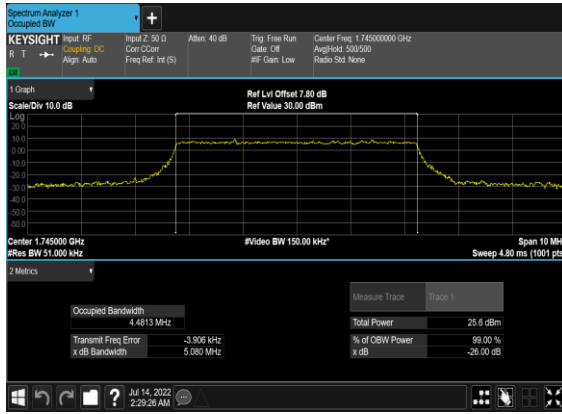 Spectrum Analyzer 1
Occupied BW
KEYSIGHT
R T
LW
Input: RF
Coupling: DC
Align: Auto
Input Z: 50 Ω
Corr CCorr
Freq Ref: Int (S)
Atten: 40 dB
Trig: Free Run
Gate: Off
#IF Gain: Low
Center Freq: 1.745000000 GHz
Avg|Hold: 500/500
Radio Std: None
1 Graph
Scale/Div 10.0 dB
Ref Lvl Offset 7.80 dB
Ref Value 30.00 dBm
Log
20.0
10.0
0.00
-10.0
-20.0
-30.0
-40.0
-50.0
-60.0
Center 1.745000 GHz
#Res BW 51.000 kHz
#Video BW 150.00 kHz*
Span 10 MH
Sweep 4.80 ms (1001 pts
2 Metrics
Measure Trace
Trace 1
Occupied Bandwidth
4.4813 MHz
Total Power
25.6 dBm
Transmit Freq Error
-3.906 kHz
% of OBW Power
99.00 %
x dB Bandwidth
5.080 MHz
x dB
-26.00 dB
?
Jul 14, 2022
2:29:26 AM